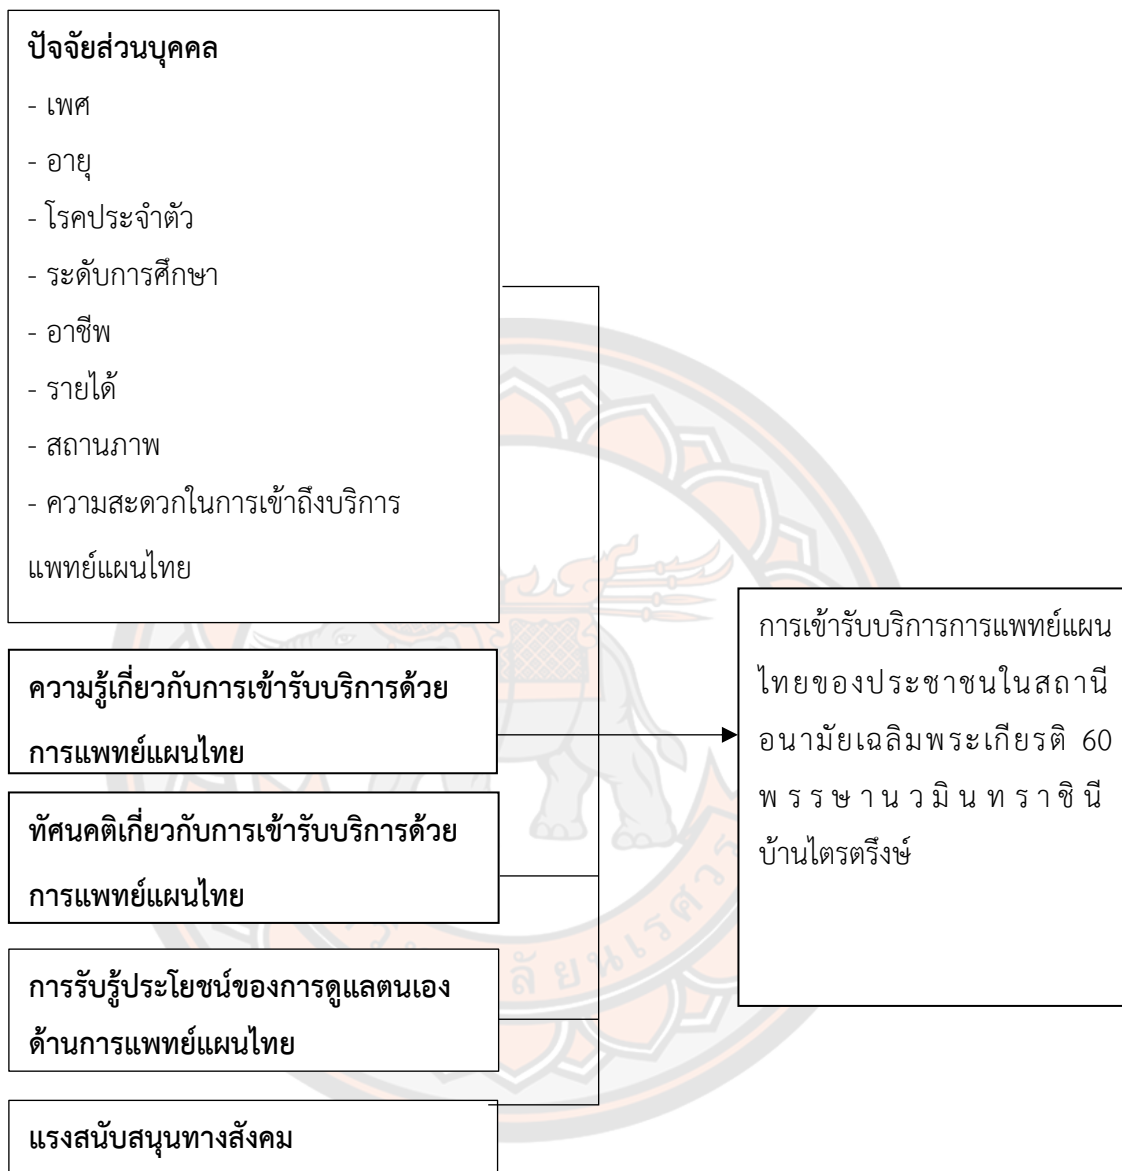 ปัจจัยส่วนบุคคล
- เพศ
- อายุ
- โรคประจำตัว
- ระดับการศึกษา
- อาชีพ
- รายได้
- สถานภาพ
- ความสะดวกในการเข้าถึงบริการ
แพทย์แผนไทย
ความรู้เกี่ยวกับการเข้ารับบริการด้วย
การแพทย์แผนไทย
ทัศนคติเกี่ยวกับการเข้ารับบริการด้วย
การแพทย์แผนไทย
การรับรู้ประโยชน์ของการดูแลตนเอง
ด้านการแพทย์แผนไทย
แรงสนับสนุนทางสังคม
การเข้ารับบริการการแพทย์แผน
ไทยของประชาชนในสถานี
อนามัยเฉลิมพระเกียรติ 60
พรรษานวมินทราชินี
บ้านไตรตรึงษ์